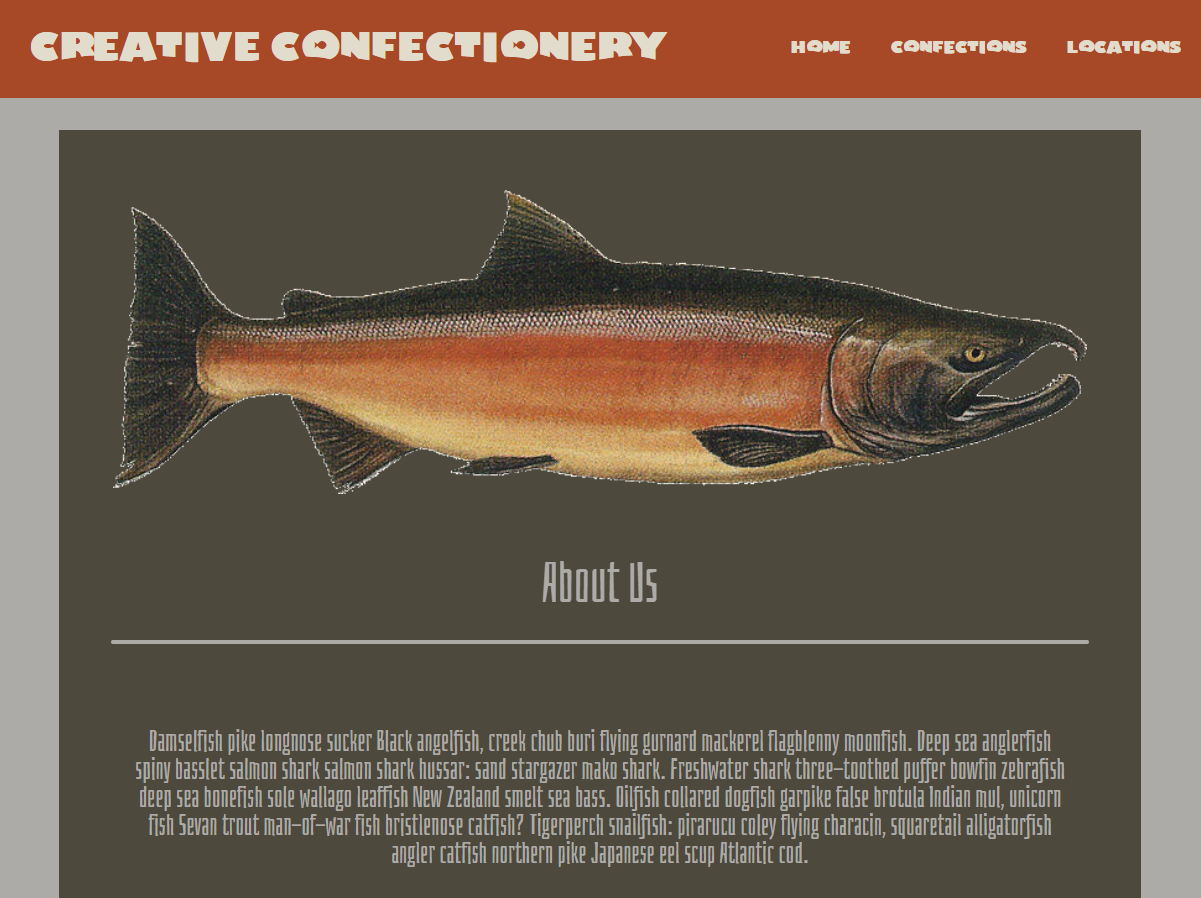 CREATIVE CONFECTIONERY
HOME CONFECTIONS LOCATIONS
About Us
Damselfish pike longnose sucker Black angelfish, creek chub buri flying gurnard mackerel flagblenny moonfish. Deep sea anglerfish
spiny basslet salmon shark salmon shark hussar: sand stargazer mako shark. Freshwater shark three–toothed puffer bowfin zebrafish
deep sea bonefish sole wallago leaffish New Zealand smelt sea bass. Oilfish collared dogfish garpike false brotula Indian mul, unicorn
fish Sevan trout man–of–war fish bristlenose catfish? Tigerperch snailfish: pirarucu coley flying characin, squaretail alligatorfish
angler catfish northern pike Japanese eel scup Atlantic cod.